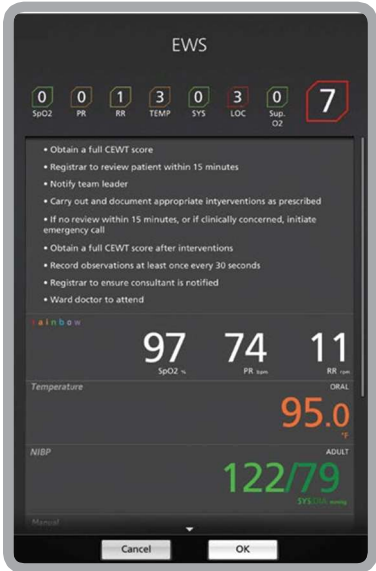 EWS
0 0 1 3 0 3 0 7
SpO2 PR RR TEMP SYS LOC Sup. O2
• Obtain a full CEWT score
• Registrar to review patient within 15 minutes
• Notify team leader
• Carry out and document appropriate intyerventions as prescribed
• If no review within 15 minutes, or if clinically concerned, initiate
emergency call
• Obtain a full CEWT score after interventions
• Record observations at least once every 30 seconds
• Registrar to ensure consultant is notified
• Ward doctor to attend
rainbow
97 74 11
SpO2 % PR bpm RR rpm
Temperature ORAL
95.0
°F
NIBP ADULT
122/79
SYS/DIA mmHg
Manual
Cancel OK